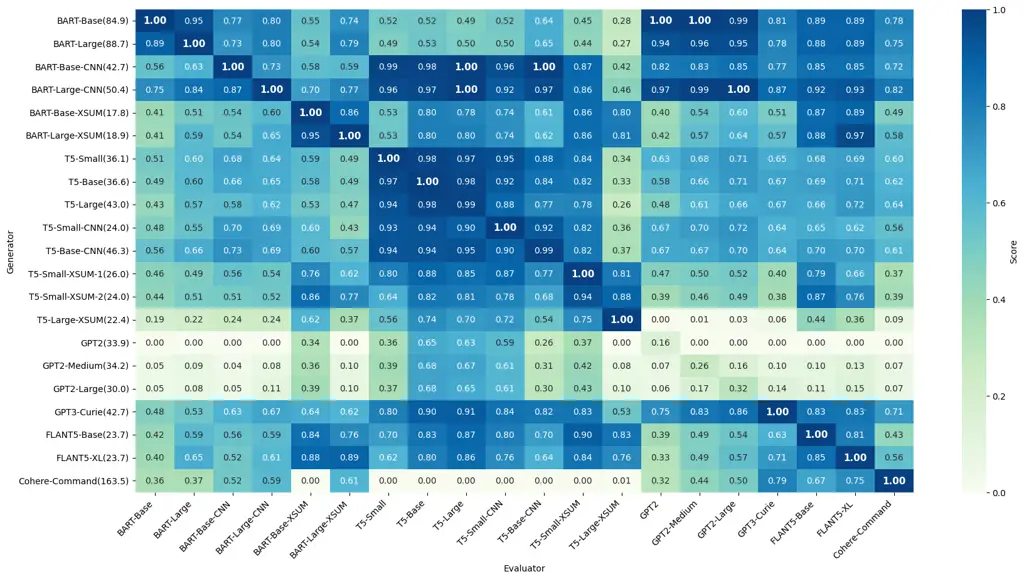 BART-Base(84.9) 1.00 0.95 0.77 0.80 0.55 0.74 0.52 0.52 0.49 0.52 0.64 0.45 0.28 1.00 1.00 0.99 0.81 0.89 0.89 0.78
BART-Large(88.7) 0.89 1.00 0.73 0.80 0.54 0.79 0.49 0.53 0.50 0.50 0.65 0.44 0.27 0.94 0.96 0.95 0.78 0.88 0.89 0.75
BART-Base-CNN(42.7) 0.56 0.63 1.00 0.73 0.58 0.59 0.99 0.98 1.00 0.96 1.00 0.87 0.42 0.82 0.83 0.85 0.77 0.85 0.85 0.72
BART-Large-CNN(50.4) 0.75 0.84 0.87 1.00 0.70 0.77 0.96 0.97 1.00 0.92 0.97 0.86 0.46 0.97 0.99 1.00 0.87 0.92 0.93 0.82
BART-Base-XSUM(17.8) 0.41 0.51 0.54 0.60 1.00 0.86 0.53 0.80 0.78 0.74 0.61 0.86 0.80 0.40 0.54 0.60 0.51 0.87 0.89 0.49
BART-Large-XSUM(18.9) 0.41 0.59 0.54 0.65 0.95 1.00 0.53 0.80 0.80 0.74 0.62 0.86 0.81 0.42 0.57 0.64 0.57 0.88 0.97 0.58
T5-Small(36.1) 0.51 0.60 0.68 0.64 0.59 0.49 1.00 0.98 0.97 0.95 0.88 0.84 0.34 0.63 0.68 0.71 0.65 0.68 0.69 0.60
T5-Base(36.6) 0.49 0.60 0.66 0.65 0.58 0.49 0.97 1.00 0.98 0.92 0.84 0.82 0.33 0.58 0.66 0.71 0.67 0.69 0.71 0.62
T5-Large(43.0) 0.43 0.57 0.58 0.62 0.53 0.47 0.94 0.98 0.99 0.88 0.77 0.78 0.26 0.48 0.61 0.66 0.67 0.66 0.72 0.64
T5-Small-CNN(24.0) 0.48 0.55 0.70 0.69 0.60 0.43 0.93 0.94 0.90 1.00 0.92 0.82 0.36 0.67 0.70 0.72 0.64 0.65 0.62 0.56
T5-Base-CNN(46.3) 0.56 0.66 0.73 0.69 0.60 0.57 0.94 0.94 0.95 0.90 0.99 0.82 0.37 0.67 0.67 0.70 0.64 0.70 0.70 0.61
T5-Small-XSUM-1(26.0) 0.46 0.49 0.56 0.54 0.76 0.62 0.80 0.88 0.85 0.87 0.77 1.00 0.81 0.47 0.50 0.52 0.40 0.79 0.66 0.37
T5-Small-XSUM-2(24.0) 0.44 0.51 0.51 0.52 0.86 0.77 0.64 0.82 0.81 0.78 0.68 0.94 0.88 0.39 0.46 0.49 0.38 0.87 0.76 0.39
T5-Large-XSUM(22.4) 0.19 0.22 0.24 0.24 0.62 0.37 0.56 0.74 0.70 0.72 0.54 0.75 1.00 0.00 0.01 0.03 0.06 0.44 0.36 0.09
GPT2(33.9) 0.00 0.00 0.00 0.00 0.34 0.00 0.36 0.65 0.63 0.59 0.26 0.37 0.00 0.16 0.00 0.00 0.00 0.00 0.00 0.00
GPT2-Medium(34.2) 0.05 0.09 0.04 0.08 0.36 0.10 0.39 0.68 0.67 0.61 0.31 0.42 0.08 0.07 0.26 0.16 0.10 0.10 0.13 0.07
GPT2-Large(30.0) 0.05 0.08 0.05 0.11 0.39 0.10 0.37 0.68 0.65 0.61 0.30 0.43 0.10 0.06 0.17 0.32 0.14 0.11 0.15 0.07
GPT3-Curie(42.7) 0.48 0.53 0.63 0.67 0.64 0.62 0.80 0.90 0.91 0.84 0.82 0.83 0.53 0.75 0.83 0.86 1.00 0.83 0.83 0.71
FLANT5-Base(23.7) 0.42 0.59 0.56 0.59 0.84 0.76 0.70 0.83 0.87 0.80 0.70 0.90 0.83 0.39 0.49 0.54 0.63 1.00 0.81 0.43
FLANT5-XL(23.7) 0.40 0.65 0.52 0.61 0.88 0.89 0.62 0.80 0.86 0.76 0.64 0.84 0.76 0.33 0.49 0.57 0.71 0.85 1.00 0.56
Cohere-Command(163.5) 0.36 0.37 0.52 0.59 0.00 0.61 0.00 0.00 0.00 0.00 0.00 0.00 0.01 0.32 0.44 0.50 0.79 0.67 0.75 1.00
BART-Base BART-Large BART-Base-CNN BART-Large-CNN BART-Base-XSUM BART-Large-XSUM T5-Small T5-Base T5-Large T5-Small-CNN T5-Base-CNN T5-Small-XSUM T5-Large-XSUM GPT2 GPT2-Medium GPT2-Large GPT3-Curie FLANT5-Base FLANT5-XL Cohere-Command
Evaluator
Generator
1.0
0.8
0.6
0.4
0.2
0.0
Score